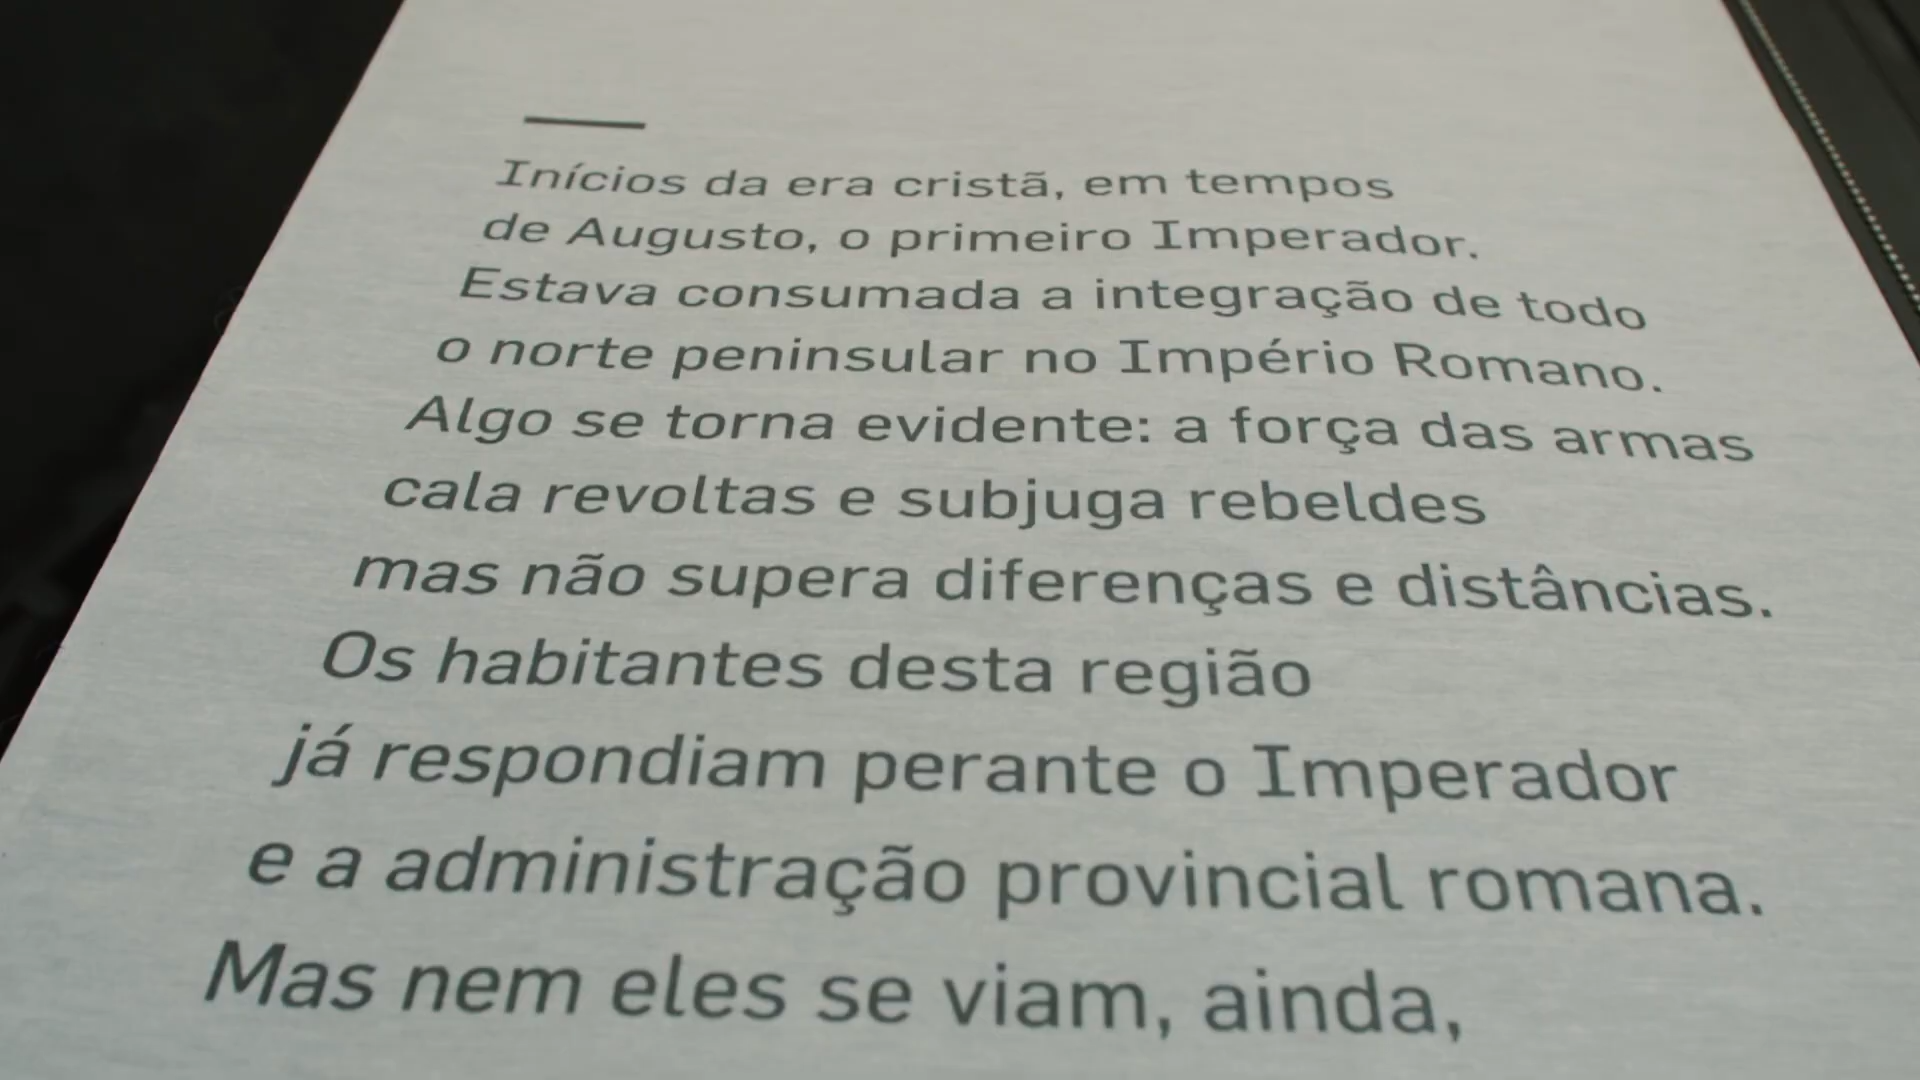 Inícios da era cristã, em tempos
de Augusto, o primeiro Imperador.
Estava consumada a integração de todo
o norte peninsular no Império Romano.
Algo se torna evidente: a força das armas
cala revoltas e subjuga rebeldes
mas não supera diferenças e distâncias.
Os habitantes desta região
já respondiam perante o Imperador
e a administração provincial romana.
Mas nem eles se viam, ainda,